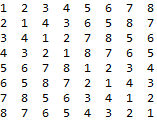 1 2 3 4 5 6 7 8
2 1 4 3 6 5 8 7
3 4 1 2 7 8 5 6
4 3 2 1 8 7 6 5
5 6 7 8 1 2 3 4
6 5 8 7 2 1 4 3
7 8 5 6 3 4 1 2
8 7 6 5 4 3 2 1